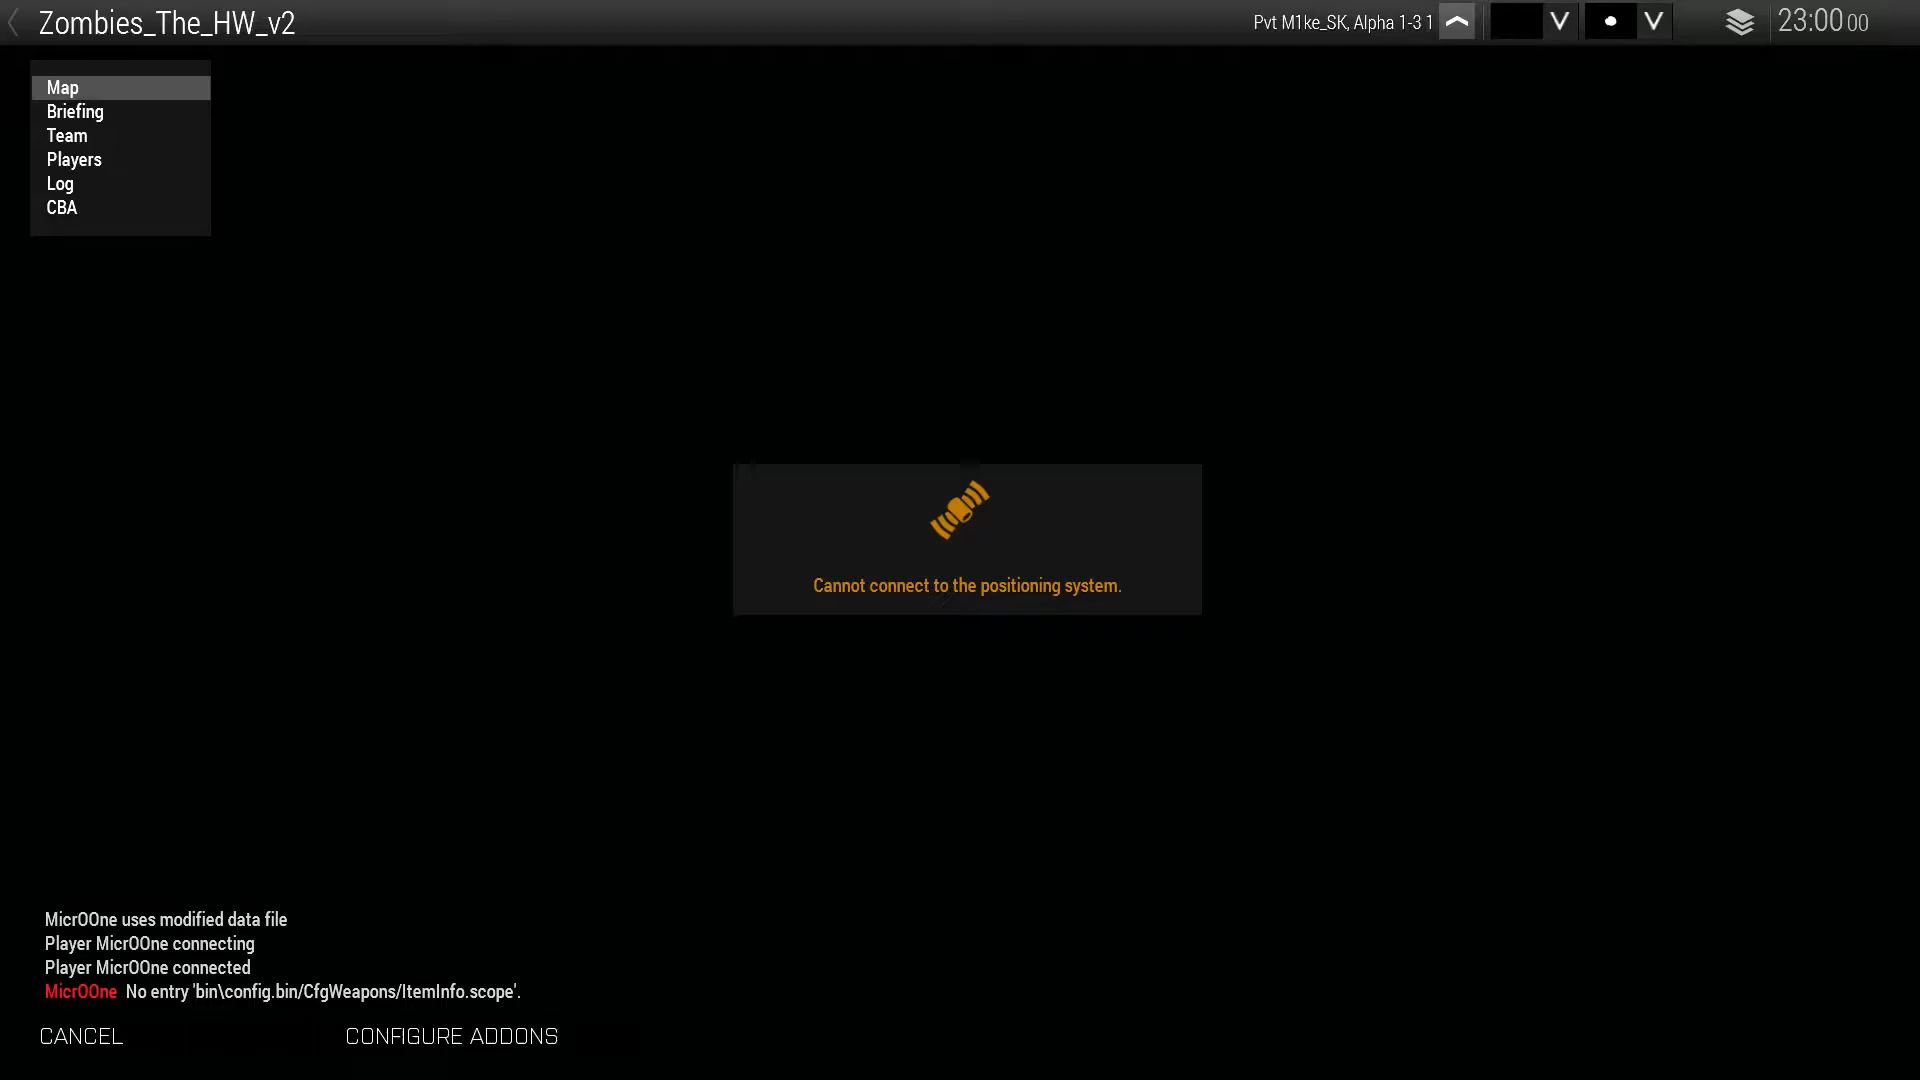 Zombies_The_HW_v2
Pvt M1ke_SK, Alpha 1-3 1
23:00 00
Map
Briefing
Team
Players
Log
CBA
Cannot connect to the positioning system.
MicrOOne uses modified data file
Player MicrOOne connecting
Player MicrOOne connected
MicrOOne No entry 'bin\config.bin/CfgWeapons/ItemInfo.scope'.
CANCEL
CONFIGURE ADDONS